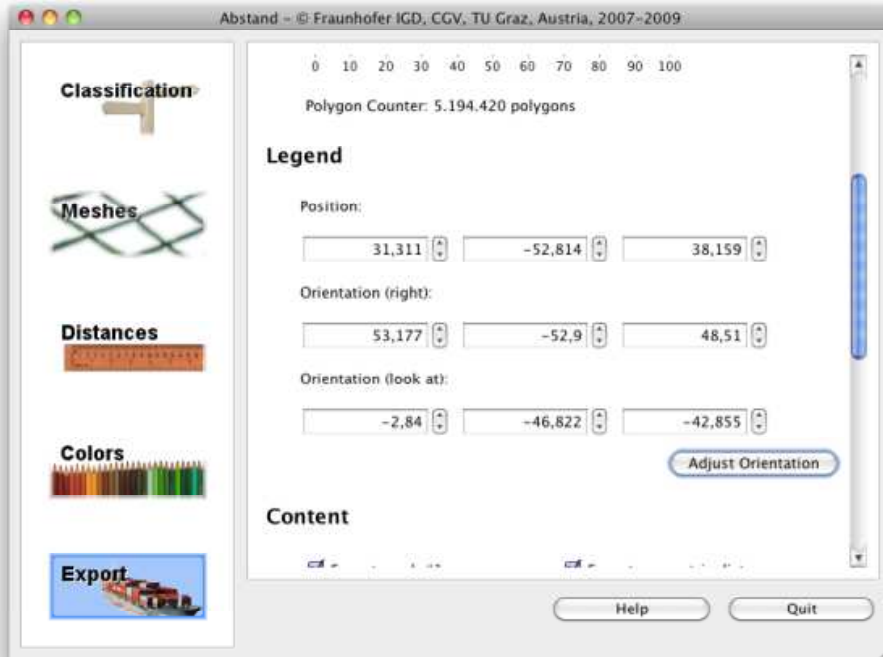 Abstand - © Fraunhofer IGD, CGV, TU Graz, Austria, 2007-2009
Classification
Meshes
Distances
Colors
Export
0 10 20 30 40 50 60 70 80 90 100
Polygon Counter: 5.194.420 polygons
Legend
Position:
31,311 -52,814 38,159
Orientation (right):
53,177 -52,9 48,51
Orientation (look at):
-2,84 -46,822 -42,855
Adjust Orientation
Content
Help Quit